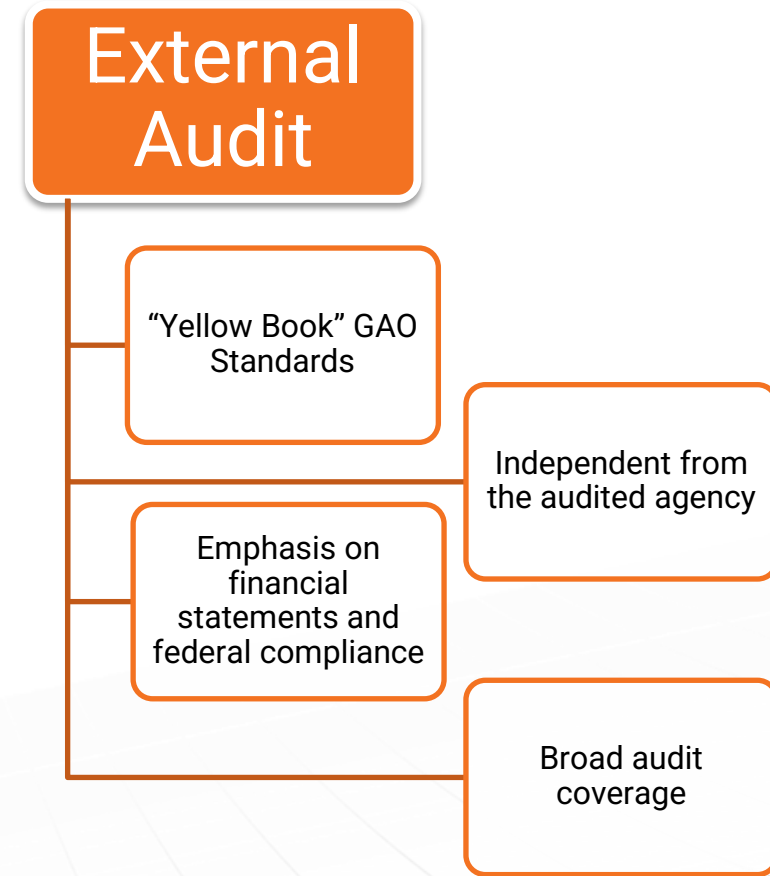 External
Audit
“Yellow Book” GAO
Standards
Independent from
the audited agency
Emphasis on
financial
statements and
federal compliance
Broad audit
coverage